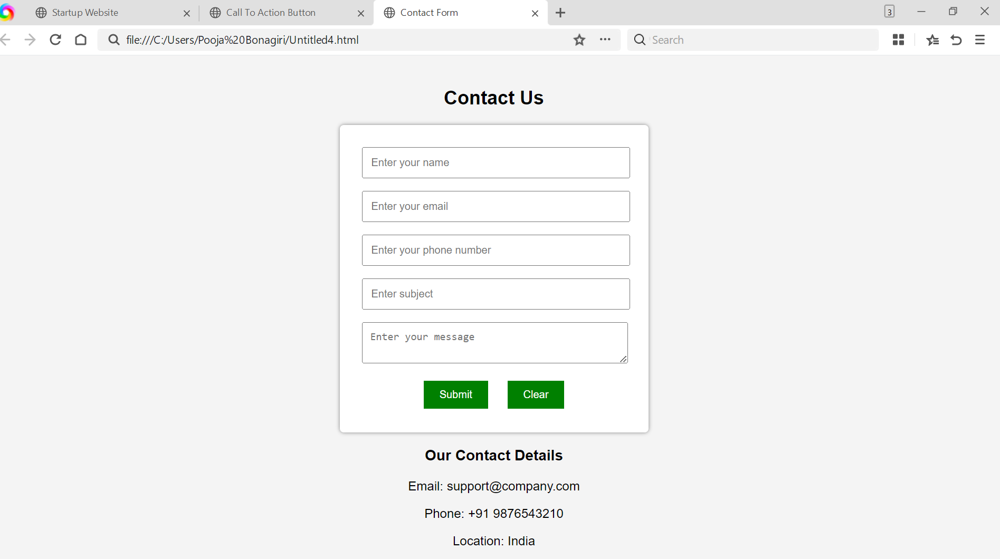 Startup Website
Call To Action Button
Contact Form
3
file:///C:/Users/Pooja%20Bonagiri/Untitled4.html
Search
Contact Us
Enter your name
Enter your email
Enter your phone number
Enter subject
Enter your message
Submit
Clear
Our Contact Details
Email: support@company.com
Phone: +91 9876543210
Location: India